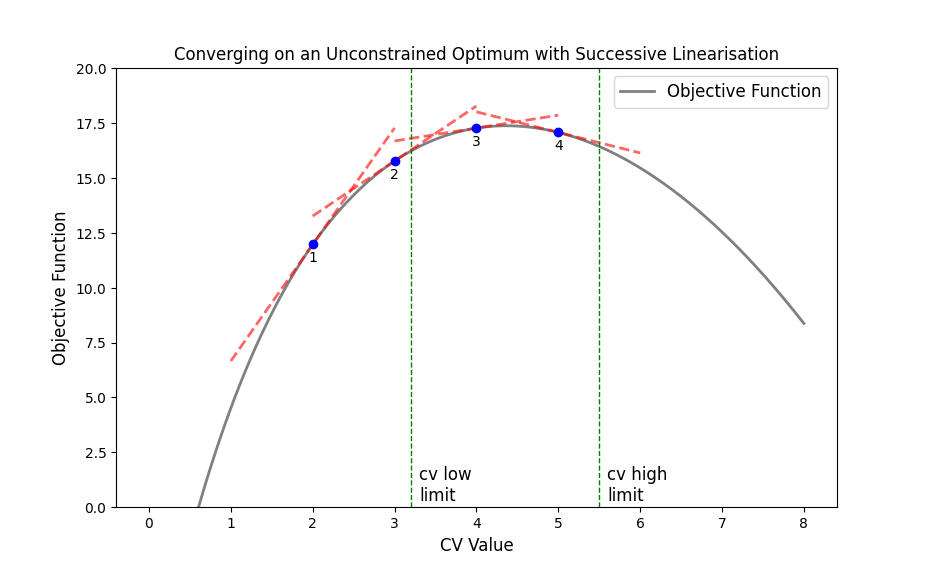 Converging on an Unconstrained Optimum with Successive Linearisation
Objective Function
20.0
17.5
15.0
12.5
10.0
7.5
5.0
2.5
0.0
Objective Function
1
2
3
4
cv low
limit
cv high
limit
0 1 2 3 4 5 6 7 8
CV Value